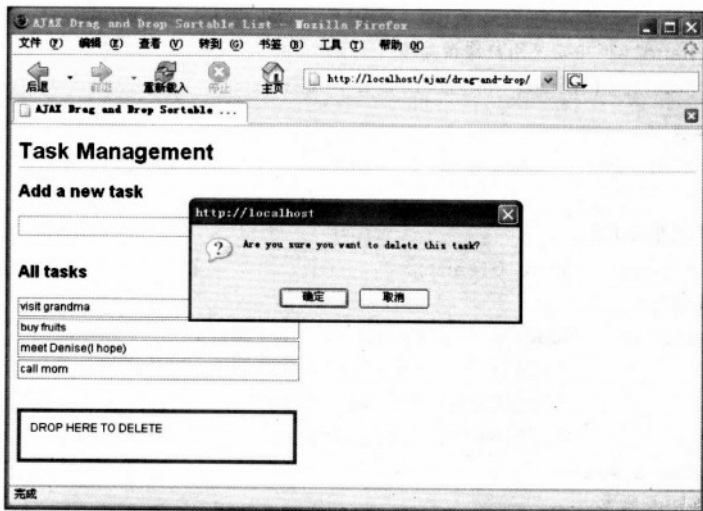 AJAX Drag and Drop Sortable List - Mozilla Firefox
文件 (F) 编辑 (E) 查看 (V) 转到 (G) 书签 (B) 工具 (T) 帮助 (H)
后退 前进 重新载入 停止 主页 http://localhost/ajax/drag-and-drop/ G
AJAX Drag and Drop Sortable ...
Task Management
Add a new task
http://localhost
Are you sure you want to delete this task?
确定 取消
All tasks
visit grandma
buy fruits
meet Denise(I hope)
call mom
DROP HERE TO DELETE
完成